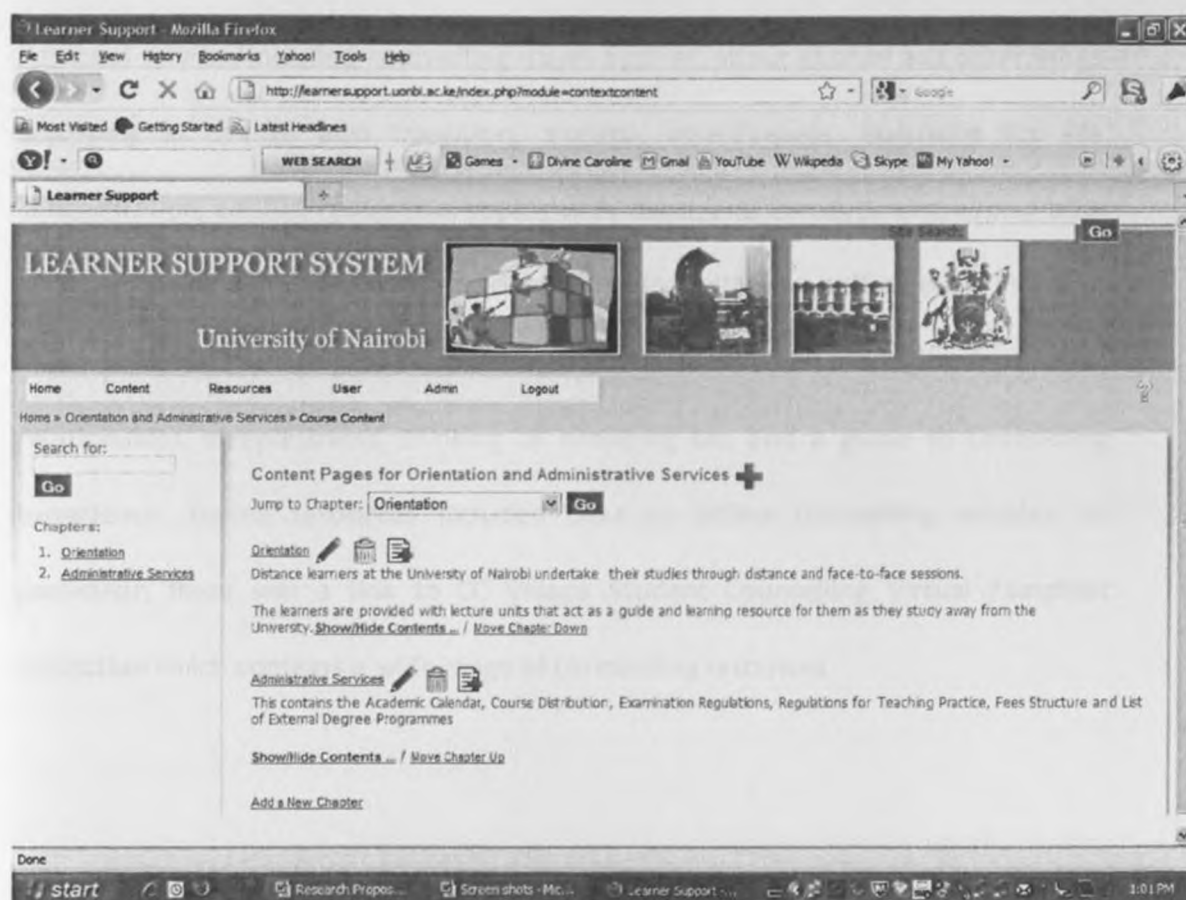 Learner Support - Mozilla Firefox
File Edit View History Bookmarks Yahoo! Tools Help
http://learnersupport.uonbi.ac.ke/index.php?module=contextcontent
Google
Most Visited Getting Started Latest Headlines
Y! WEB SEARCH Games Divine Caroline Gmail YouTube W Wikipedia Skype My Yahoo!
Learner Support
Site Search: Go
LEARNER SUPPORT SYSTEM
University of Nairobi
Home Content Resources User Admin Logout
Home » Orientation and Administrative Services » Course Content
Search for:
Go
Chapters:
1. Orientation
2. Administrative Services
Content Pages for Orientation and Administrative Services
Jump to Chapter: Orientation Go
Orientation
Distance learners at the University of Nairobi undertake their studies through distance and face-to-face sessions.
The learners are provided with lecture units that act as a guide and learning resource for them as they study away from the
University. Show/Hide Contents ... / Move Chapter Down
Administrative Services
This contains the Academic Calendar, Course Distribution, Examination Regulations, Regulations for Teaching Practice, Fees Structure and List
of External Degree Programmes
Show/Hide Contents ... / Move Chapter Up
Add a New Chapter
Done
start Research Propos... Screen shots - Mic... Learner Support - ... 1:01 PM